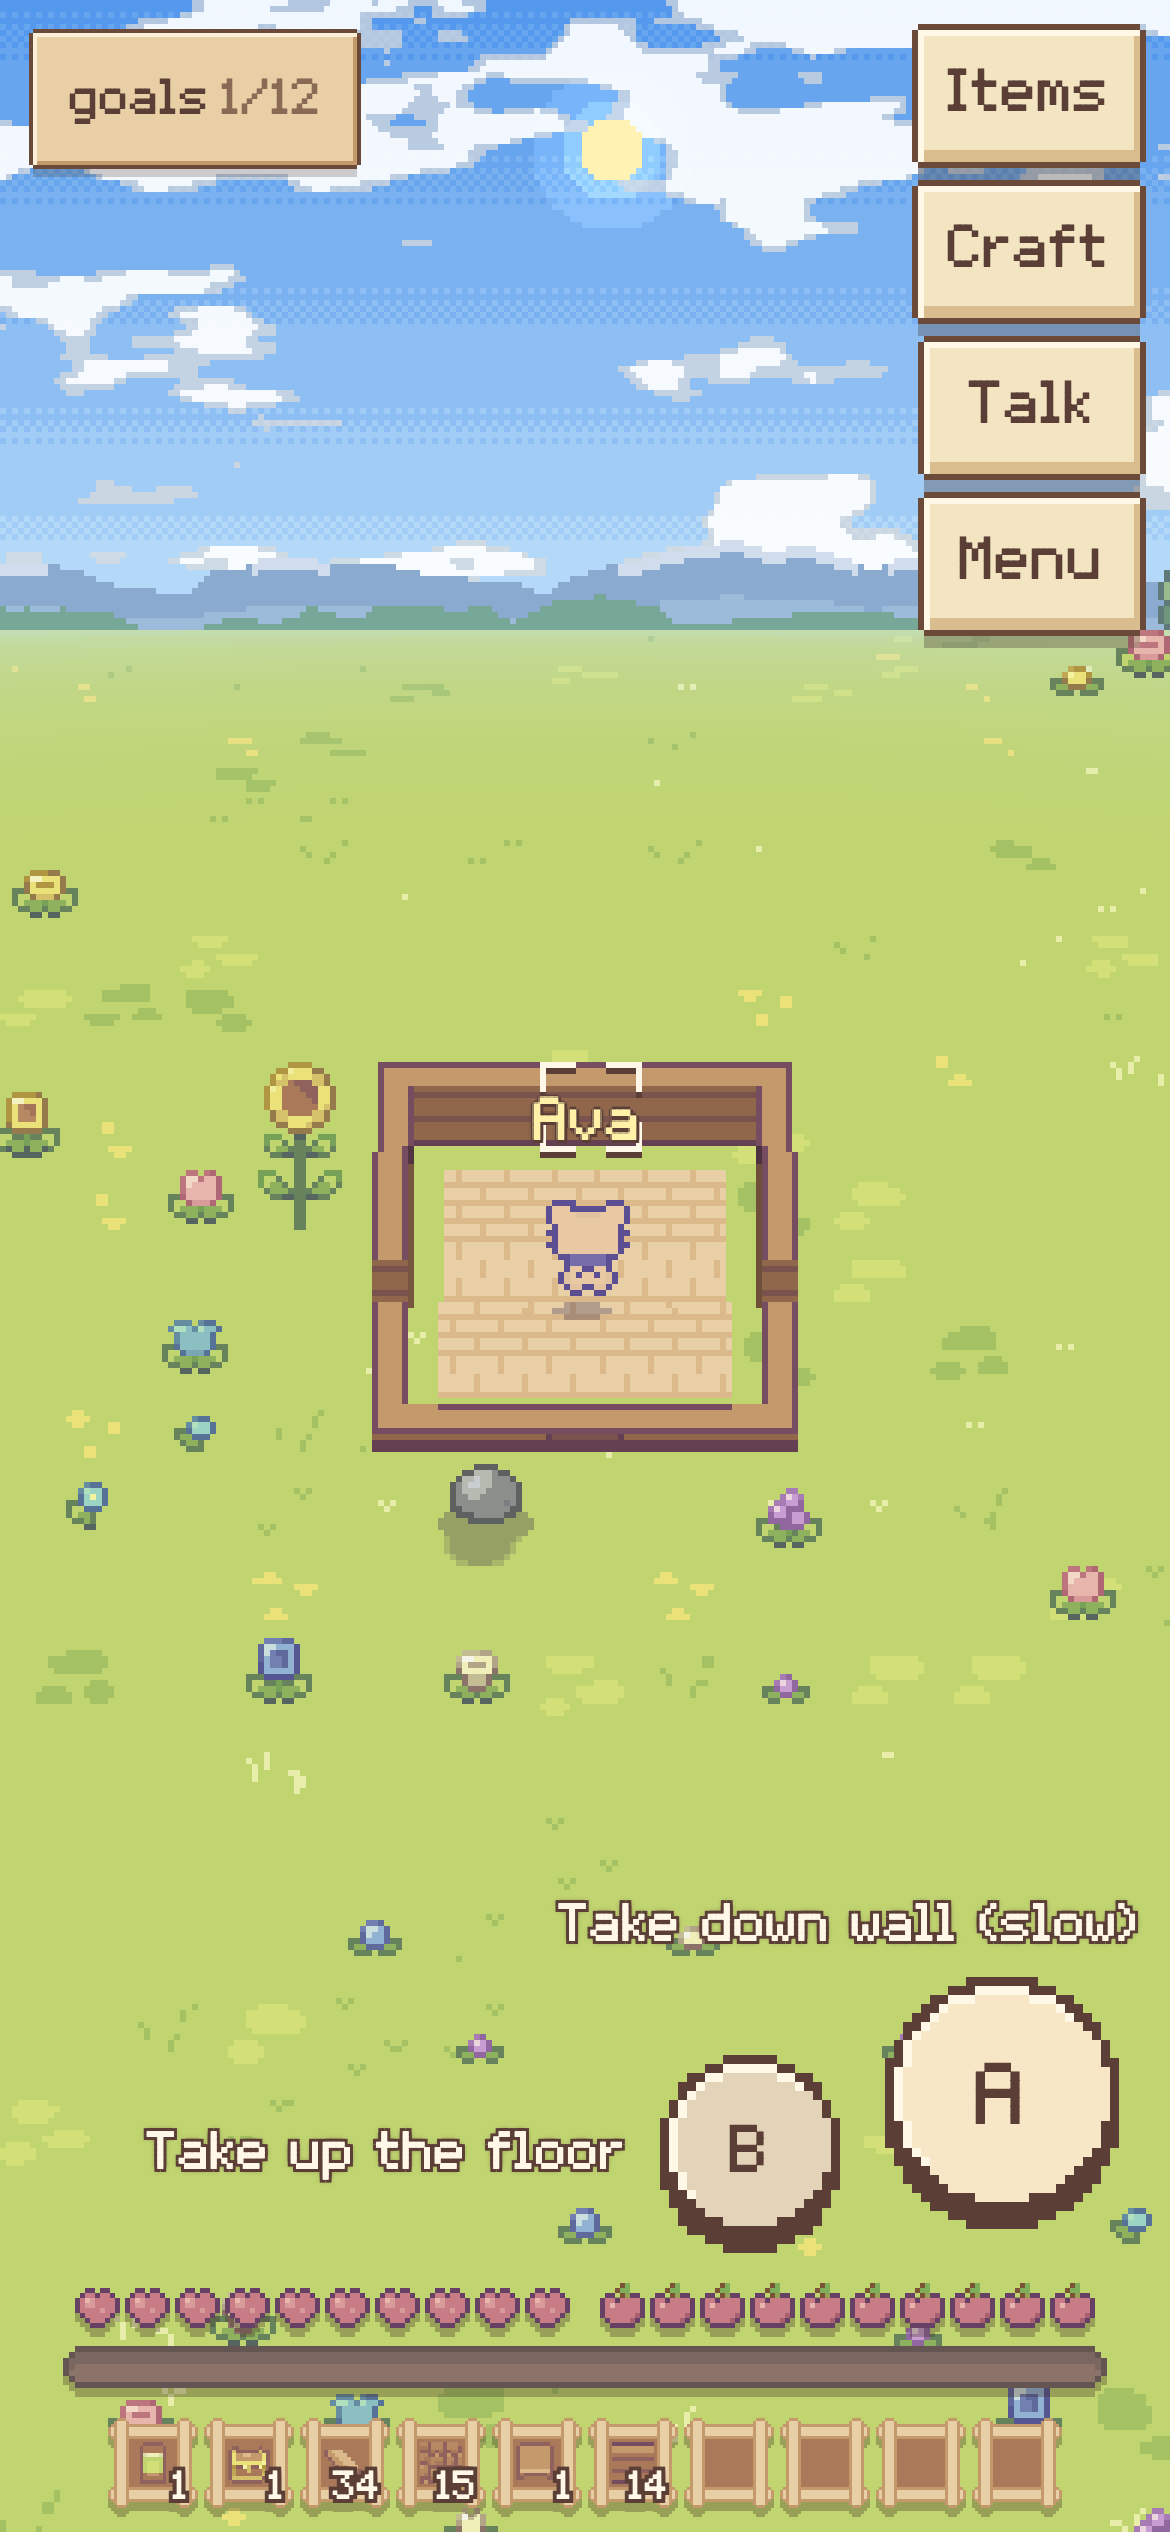 goals 1/12
Items
Craft
Talk
Menu
Ava
Take down wall (slow)
A
Take up the floor
B
1
1
34
15
1
14